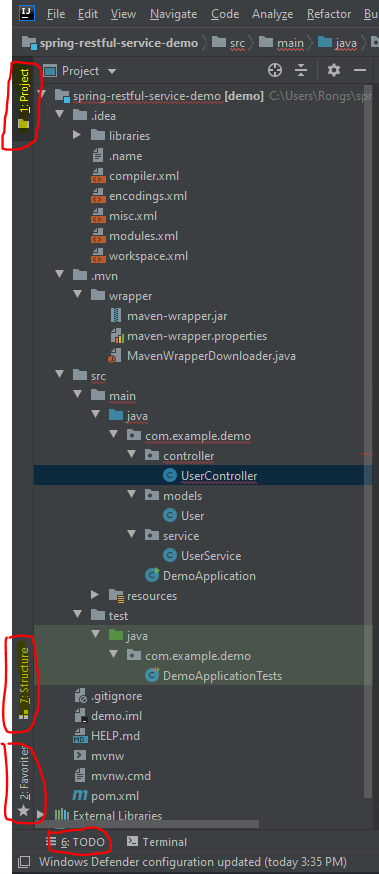 File Edit View Navigate Code Analyze Refactor Bu
spring-restful-service-demo src main java
1: Project
Project
spring-restful-service-demo [demo] C:\Users\Rongs\spr
.idea
libraries
.name
compiler.xml
encodings.xml
misc.xml
modules.xml
workspace.xml
.mvn
wrapper
maven-wrapper.jar
maven-wrapper.properties
MavenWrapperDownloader.java
src
main
java
com.example.demo
controller
UserController
models
User
service
UserService
DemoApplication
resources
test
java
com.example.demo
DemoApplicationTests
7: Structure
.gitignore
demo.iml
HELP.md
mvnw
mvnw.cmd
pom.xml
2: Favorites
External Libraries
6: TODO Terminal
Windows Defender configuration updated (today 3:35 PM)